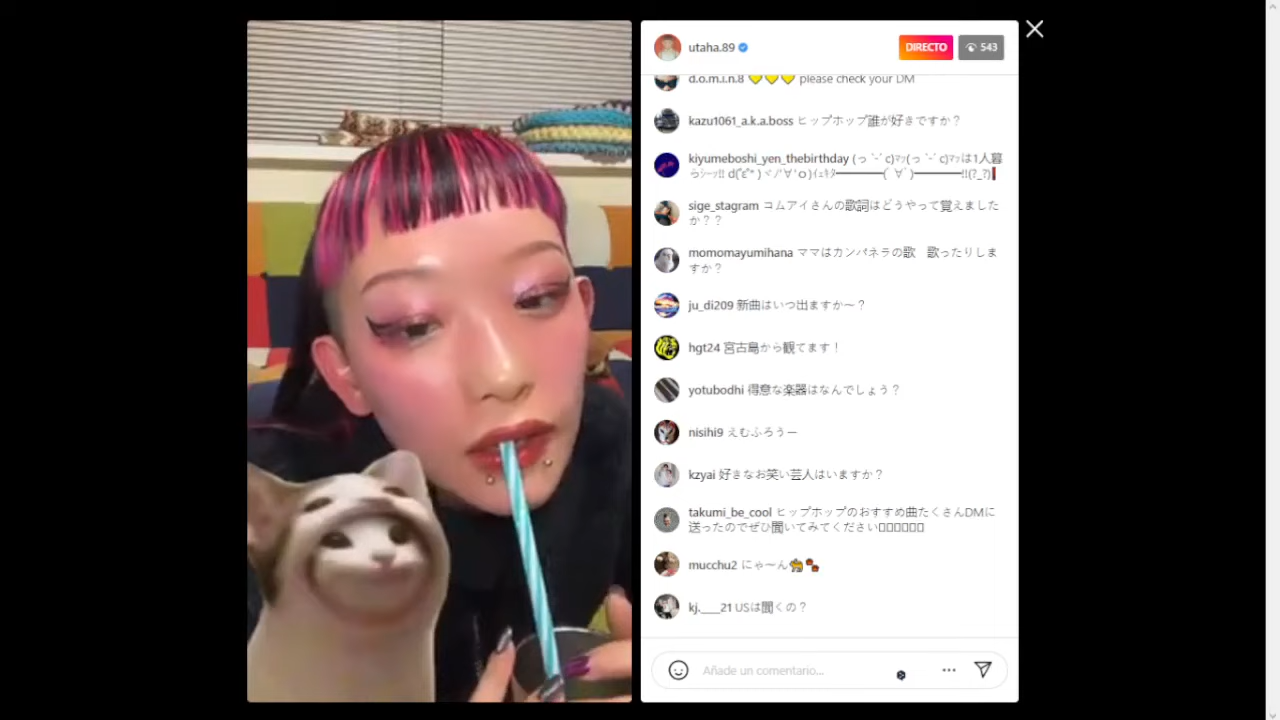 utaha.89
DIRECTO
543
d.o.m.i.n.8 💛💛💛 please check your DM
kazu1061_a.k.a.boss ヒップホップ誰が好きですか？
kiyumeboshi_yen_thebirthday
は1人暮
sige_stagram コムアイさんの歌詞はどうやって覚えました
か？？
momomayumihana ママはカンパネラの歌　歌ったりしま
すか？
ju_di209 新曲はいつ出ますか〜？
hgt24 宮古島から観てます！
yotubodhi 得意な楽器はなんでしょう？
nisihi9 えむふろうー
kzyai 好きなお笑い芸人はいますか？
takumi_be_cool ヒップホップのおすすめ曲たくさんDMに
送ったのでぜひ聞いてみてください
mucchu2 にゃ〜ん🐅🐾
kj.___21 USは聞くの？
Añade un comentario...